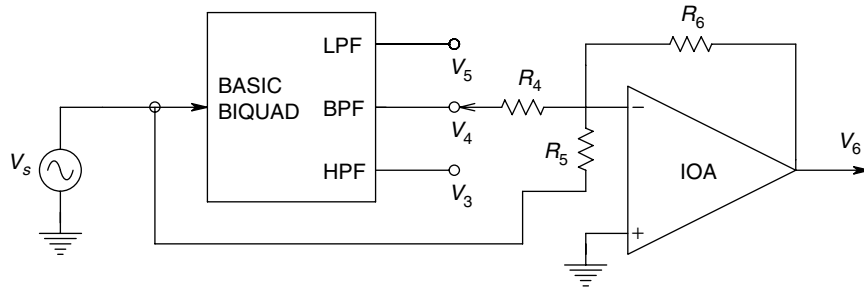 R6
LPF
V5
BASIC
BIQUAD
R4
BPF
V4
−
Vs
R5
IOA
V6
HPF
V3
+